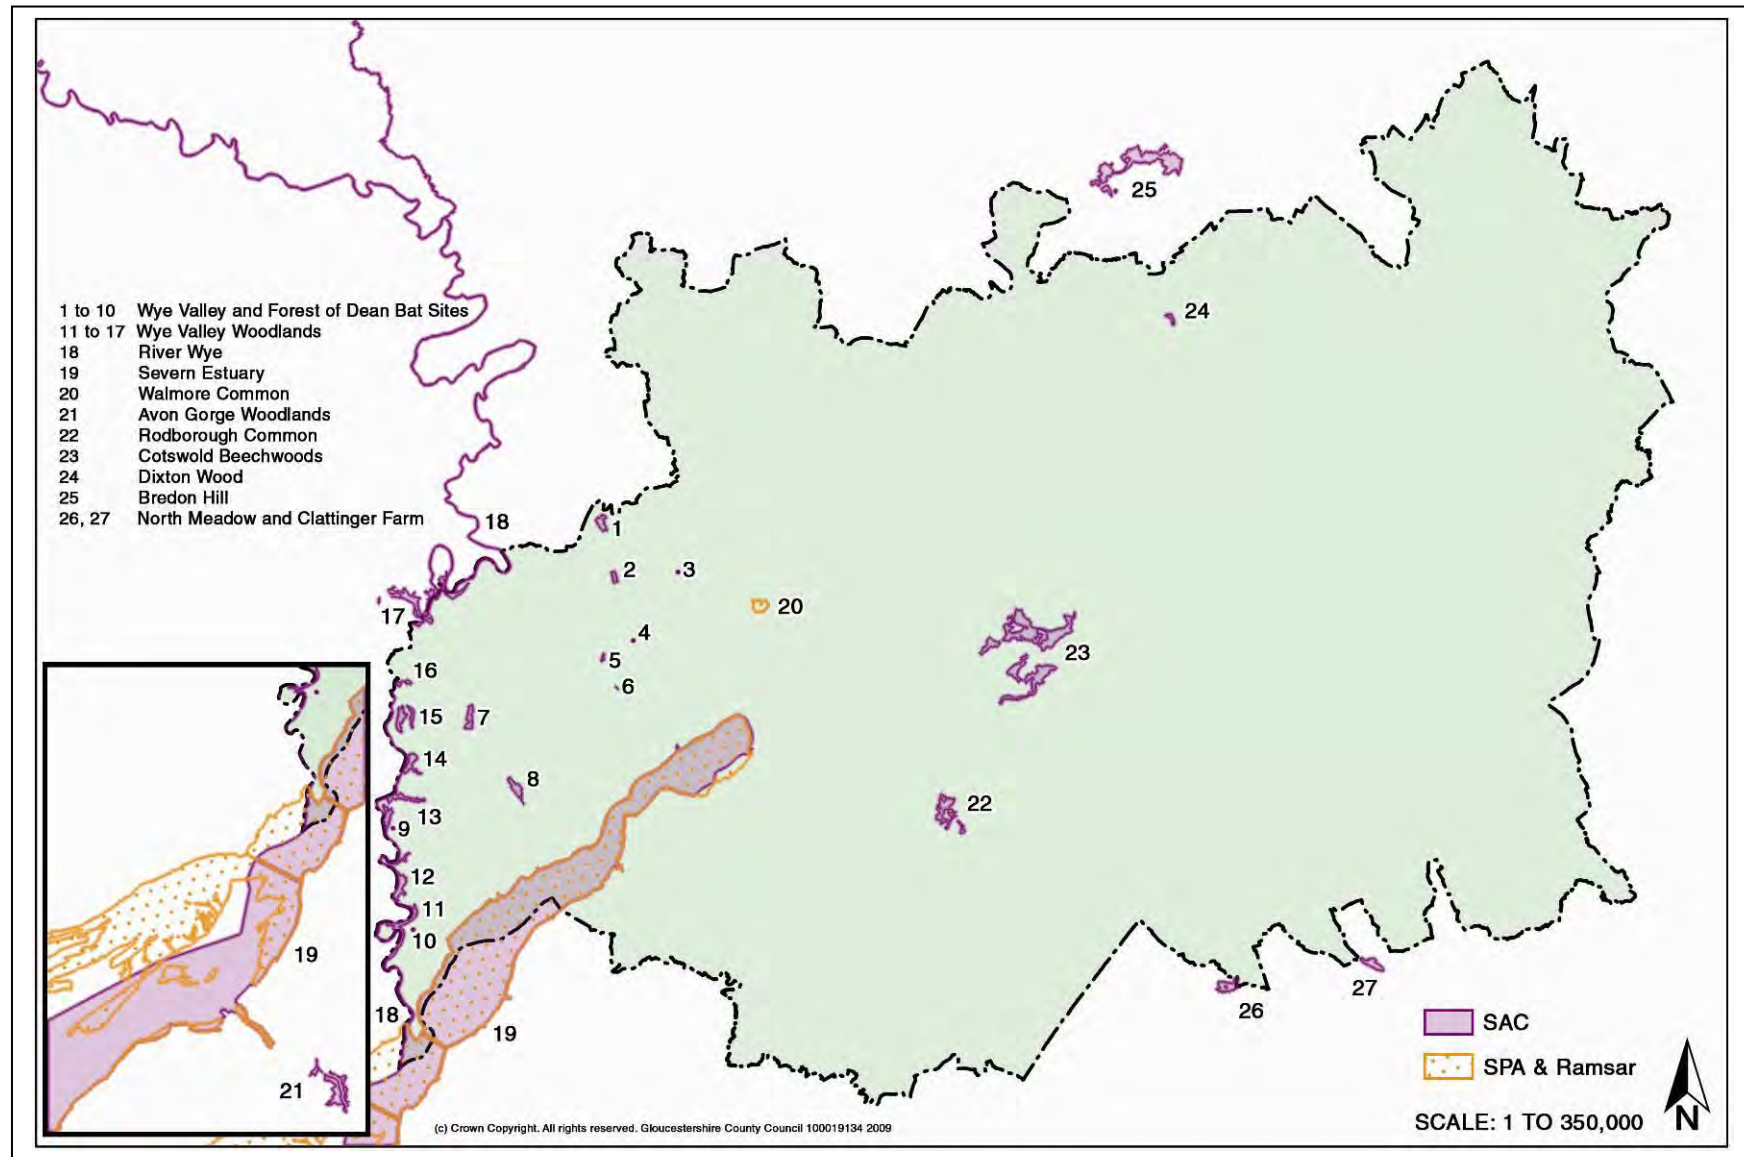 1 to 10 Wye Valley and Forest of Dean Bat Sites
11 to 17 Wye Valley Woodlands
18 River Wye
19 Severn Estuary
20 Walmore Common
21 Avon Gorge Woodlands
22 Rodborough Common
23 Cotswold Beechwoods
24 Dixton Wood
25 Bredon Hill
26, 27 North Meadow and Clattinger Farm
25
24
18
1
2
3
20
17
4
5
6
23
16
15
7
14
8
13
9
22
12
11
10
18
19
19
21
26
27
SAC
SPA & Ramsar
SCALE: 1 TO 350,000
N
(c) Crown Copyright. All rights reserved. Gloucestershire County Council 100019134 2009